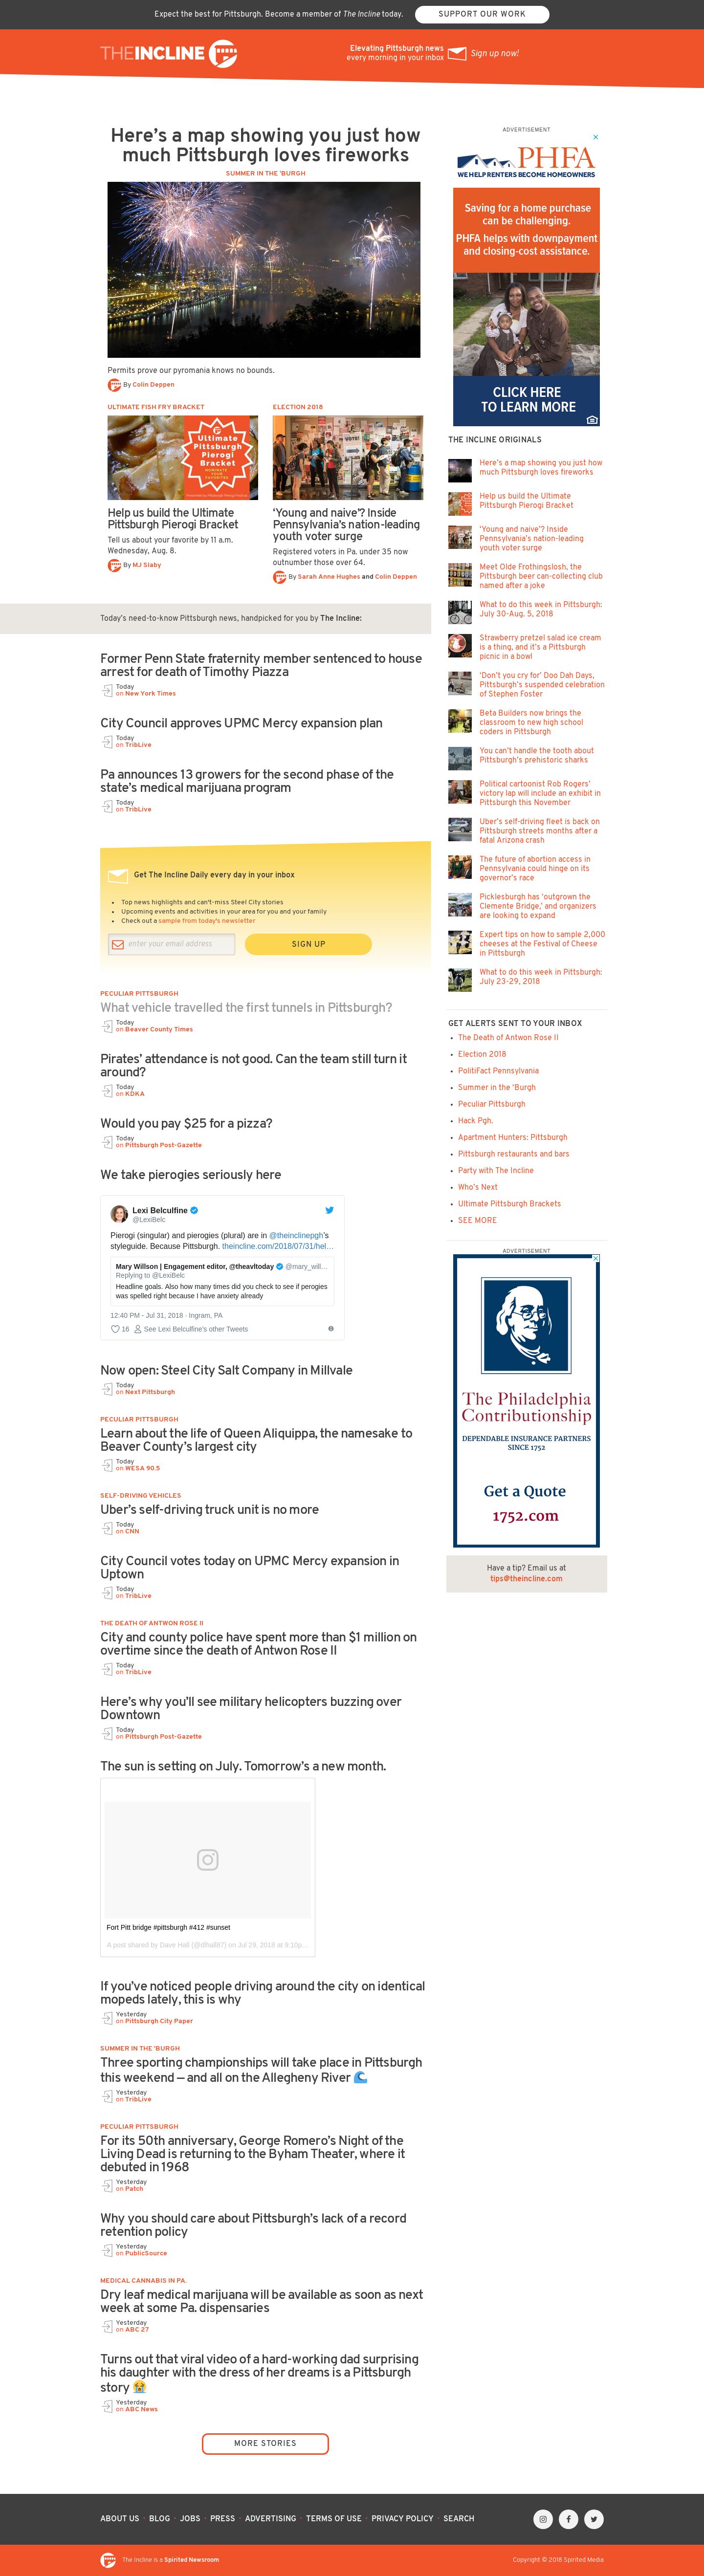 Expect the best for Pittsburgh. Become a member of The Incline today.
SUPPORT OUR WORK
THEINCLINE
Elevating Pittsburgh news
every morning in your inbox
Sign up now!
Here's a map showing you just how
much Pittsburgh loves fireworks
SUMMER IN THE 'BURGH
Permits prove our pyromania knows no bounds.
By Colin Deppen
ULTIMATE FISH FRY BRACKET
Ultimate
Pittsburgh
Pierogi
Bracket
NOMINATE
YOUR
FAVORITES
Help us build the Ultimate
Pittsburgh Pierogi Bracket
Tell us about your favorite by 11 a.m.
Wednesday, Aug. 8.
By MJ Slaby
ELECTION 2018
VOTE!
'Young and naive'? Inside
Pennsylvania's nation-leading
youth voter surge
Registered voters in Pa. under 35 now
outnumber those over 64.
By Sarah Anne Hughes and Colin Deppen
Today's need-to-know Pittsburgh news, handpicked for you by The Incline:
Former Penn State fraternity member sentenced to house
arrest for death of Timothy Piazza
Today
on New York Times
City Council approves UPMC Mercy expansion plan
Today
on TribLive
Pa announces 13 growers for the second phase of the
state's medical marijuana program
Today
on TribLive
Get The Incline Daily every day in your inbox
Top news highlights and can't-miss Steel City stories
Upcoming events and activities in your area for you and your family
Check out a sample from today's newsletter
enter your email address
SIGN UP
PECULIAR PITTSBURGH
What vehicle travelled the first tunnels in Pittsburgh?
Today
on Beaver County Times
Pirates' attendance is not good. Can the team still turn it
around?
Today
on KDKA
Would you pay $25 for a pizza?
Today
on Pittsburgh Post-Gazette
We take pierogies seriously here
Lexi Belculfine
@LexiBelc
Pierogi (singular) and pierogies (plural) are in @theinclinepgh's
styleguide. Because Pittsburgh. theincline.com/2018/07/31/hel…
Mary Willson | Engagement editor, @theavltoday @mary_will…
Replying to @LexiBelc
Headline goals. Also how many times did you check to see if perogies
was spelled right because I have anxiety already
12:40 PM - Jul 31, 2018 · Ingram, PA
16 See Lexi Belculfine's other Tweets
Now open: Steel City Salt Company in Millvale
Today
on Next Pittsburgh
PECULIAR PITTSBURGH
Learn about the life of Queen Aliquippa, the namesake to
Beaver County's largest city
Today
on WESA 90.5
SELF-DRIVING VEHICLES
Uber's self-driving truck unit is no more
Today
on CNN
City Council votes today on UPMC Mercy expansion in
Uptown
Today
on TribLive
THE DEATH OF ANTWON ROSE II
City and county police have spent more than $1 million on
overtime since the death of Antwon Rose II
Today
on TribLive
Here's why you'll see military helicopters buzzing over
Downtown
Today
on Pittsburgh Post-Gazette
The sun is setting on July. Tomorrow's a new month.
Fort Pitt bridge #pittsburgh #412 #sunset
A post shared by Dave Hall (@dlhall87) on Jul 29, 2018 at 9:10p…
If you've noticed people driving around the city on identical
mopeds lately, this is why
Yesterday
on Pittsburgh City Paper
SUMMER IN THE 'BURGH
Three sporting championships will take place in Pittsburgh
this weekend — and all on the Allegheny River 🌊
Yesterday
on TribLive
PECULIAR PITTSBURGH
For its 50th anniversary, George Romero's Night of the
Living Dead is returning to the Byham Theater, where it
debuted in 1968
Yesterday
on Patch
Why you should care about Pittsburgh's lack of a record
retention policy
Yesterday
on PublicSource
MEDICAL CANNABIS IN PA.
Dry leaf medical marijuana will be available as soon as next
week at some Pa. dispensaries
Yesterday
on ABC 27
Turns out that viral video of a hard-working dad surprising
his daughter with the dress of her dreams is a Pittsburgh
story 😭
Yesterday
on ABC News
MORE STORIES
ADVERTISEMENT
PHFA
WE HELP RENTERS BECOME HOMEOWNERS
Saving for a home purchase
can be challenging.
PHFA helps with downpayment
and closing-cost assistance.
CLICK HERE
TO LEARN MORE
THE INCLINE ORIGINALS
Here's a map showing you just how
much Pittsburgh loves fireworks
Help us build the Ultimate
Pittsburgh Pierogi Bracket
'Young and naive'? Inside
Pennsylvania's nation-leading
youth voter surge
Meet Olde Frothingslosh, the
Pittsburgh beer can-collecting club
named after a joke
What to do this week in Pittsburgh:
July 30-Aug. 5, 2018
Strawberry pretzel salad ice cream
is a thing, and it's a Pittsburgh
picnic in a bowl
'Don't you cry for' Doo Dah Days,
Pittsburgh's suspended celebration
of Stephen Foster
Beta Builders now brings the
classroom to new high school
coders in Pittsburgh
You can't handle the tooth about
Pittsburgh's prehistoric sharks
Political cartoonist Rob Rogers'
victory lap will include an exhibit in
Pittsburgh this November
Uber's self-driving fleet is back on
Pittsburgh streets months after a
fatal Arizona crash
The future of abortion access in
Pennsylvania could hinge on its
governor's race
Picklesburgh has 'outgrown the
Clemente Bridge,' and organizers
are looking to expand
Expert tips on how to sample 2,000
cheeses at the Festival of Cheese
in Pittsburgh
What to do this week in Pittsburgh:
July 23-29, 2018
GET ALERTS SENT TO YOUR INBOX
The Death of Antwon Rose II
Election 2018
PolitiFact Pennsylvania
Summer in the 'Burgh
Peculiar Pittsburgh
Hack Pgh.
Apartment Hunters: Pittsburgh
Pittsburgh restaurants and bars
Party with The Incline
Who's Next
Ultimate Pittsburgh Brackets
SEE MORE
ADVERTISEMENT
The Philadelphia
Contributionship
DEPENDABLE INSURANCE PARTNERS
SINCE 1752
Get a Quote
1752.com
Have a tip? Email us at
tips@theincline.com
ABOUT US · BLOG · JOBS · PRESS · ADVERTISING · TERMS OF USE · PRIVACY POLICY · SEARCH
The Incline is a Spirited Newsroom
Copyright © 2018 Spirited Media